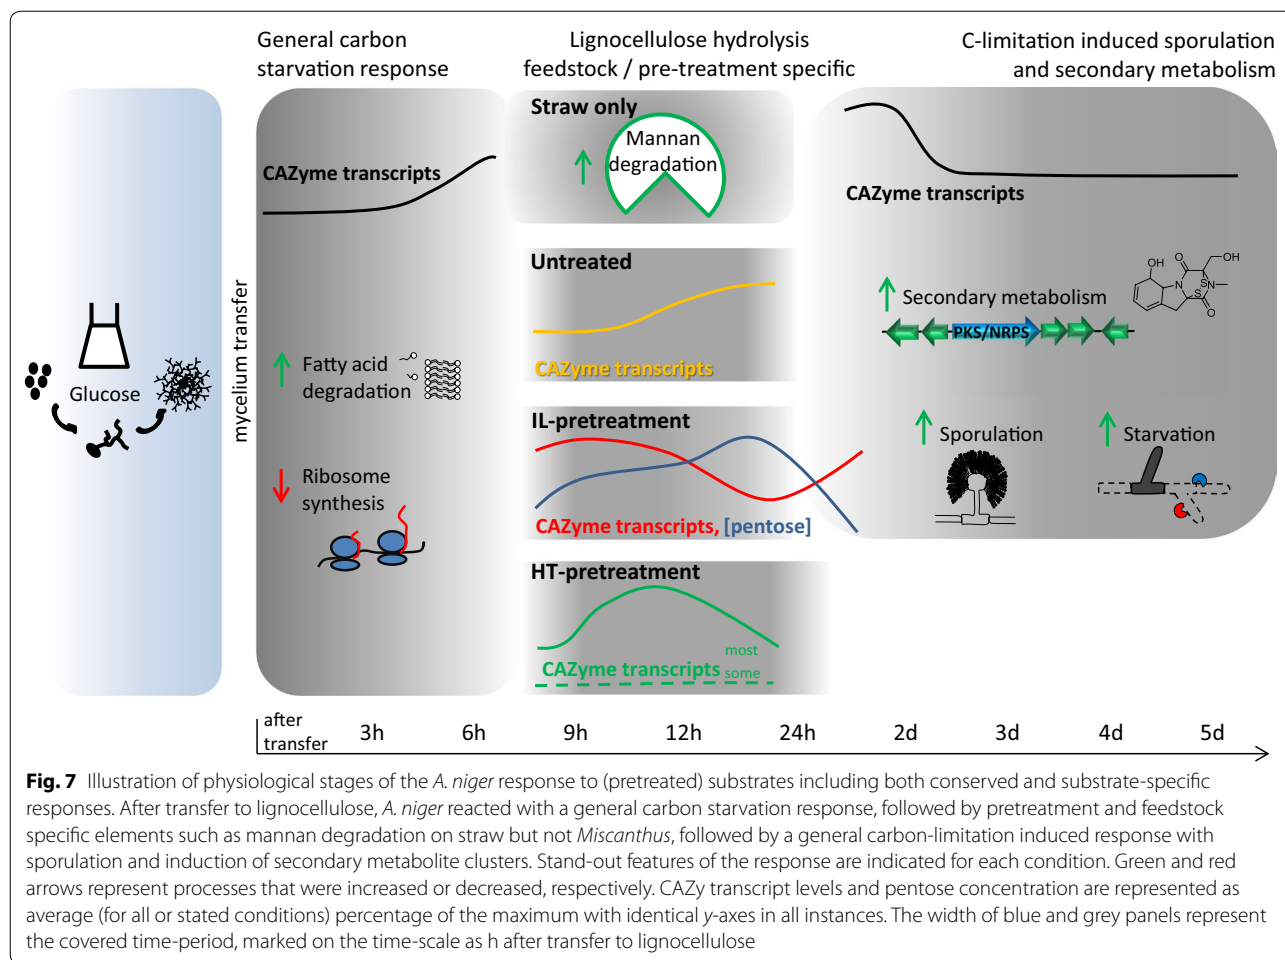 General carbon
starvation response
Lignocellulose hydrolysis
feedstock / pre-treatment specific
C-limitation induced sporulation
and secondary metabolism
Glucose
mycelium transfer
CAZyme transcripts
Fatty acid
degradation
Ribosome
synthesis
Straw only
Mannan
degradation
Untreated
CAZyme transcripts
IL-pretreatment
CAZyme transcripts, [pentose]
HT-pretreatment
most
CAZyme transcripts
some
CAZyme transcripts
Secondary metabolism
PKS/NRPS
OH
O
OH
N
S
N
S
O
Sporulation
Starvation
after
transfer
3h 6h 9h 12h 24h 2d 3d 4d 5d
Fig. 7 Illustration of physiological stages of the A. niger response to (pretreated) substrates including both conserved and substrate-specific
responses. After transfer to lignocellulose, A. niger reacted with a general carbon starvation response, followed by pretreatment and feedstock
specific elements such as mannan degradation on straw but not Miscanthus, followed by a general carbon-limitation induced response with
sporulation and induction of secondary metabolite clusters. Stand-out features of the response are indicated for each condition. Green and red
arrows represent processes that were increased or decreased, respectively. CAZy transcript levels and pentose concentration are represented as
average (for all or stated conditions) percentage of the maximum with identical y-axes in all instances. The width of blue and grey panels represent
the covered time-period, marked on the time-scale as h after transfer to lignocellulose